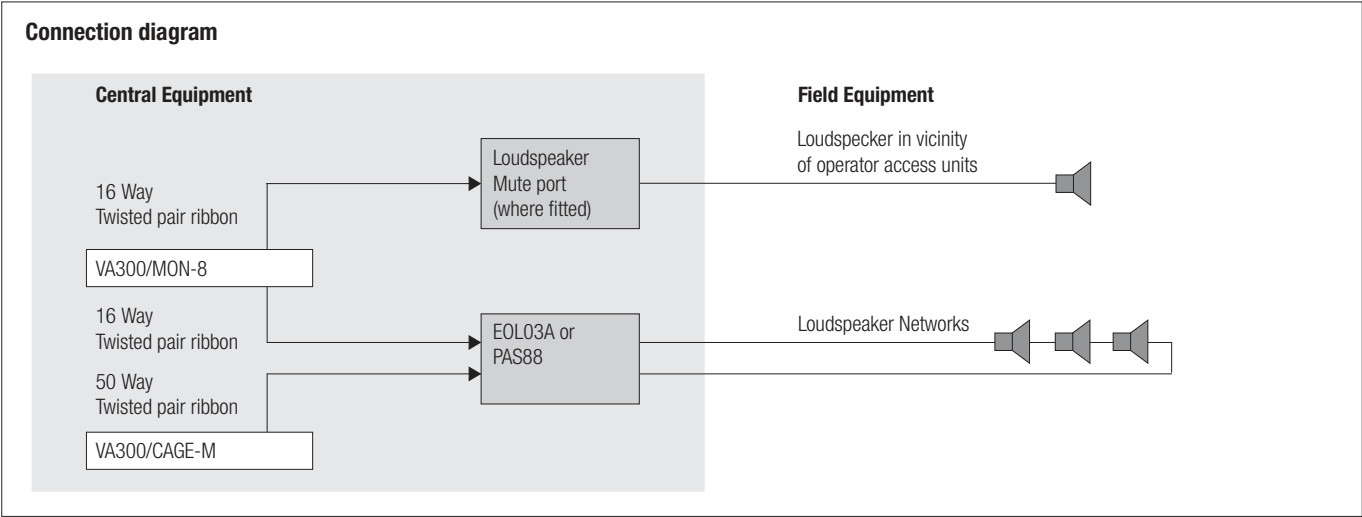 Connection diagram
Central Equipment
Field Equipment
Loudspeaker
Mute port
(where fitted)
Loudspecker in vicinity
of operator access units
16 Way
Twisted pair ribbon
VA300/MON-8
16 Way
Twisted pair ribbon
EOL03A or
PAS88
Loudspeaker Networks
50 Way
Twisted pair ribbon
VA300/CAGE-M